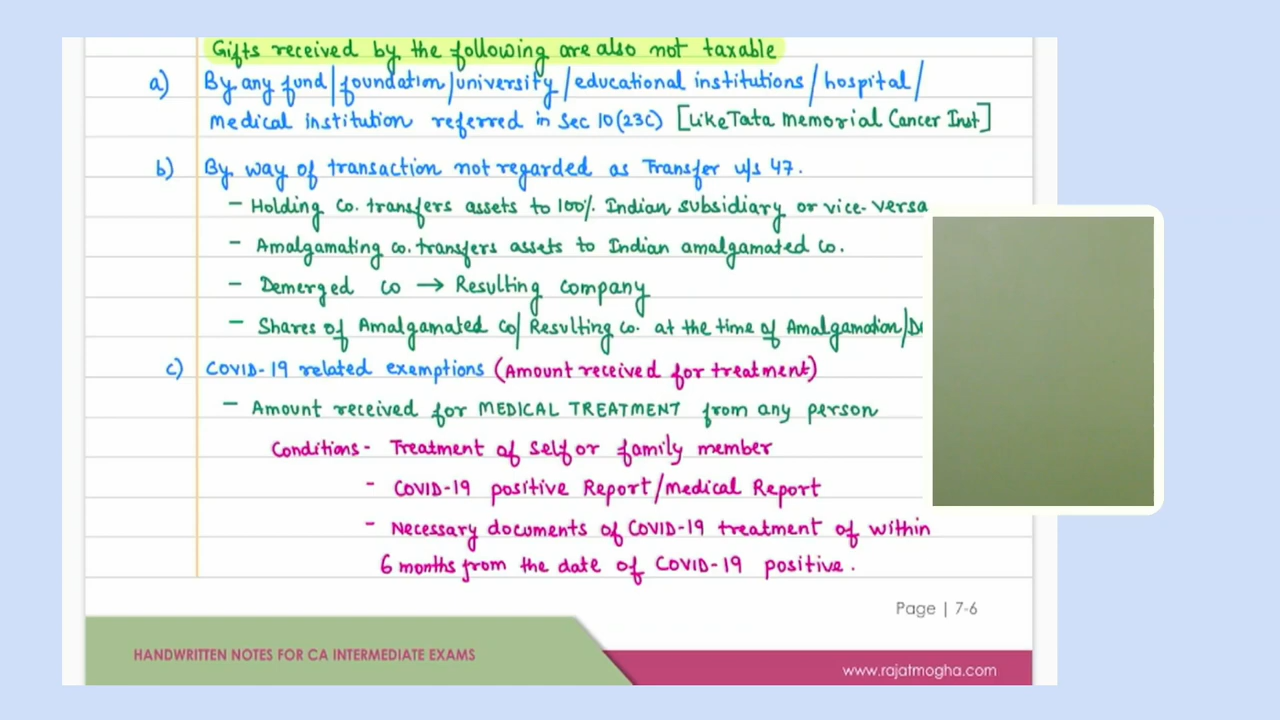 Gifts received by the following are also not taxable
a) By any fund/foundation/university/educational institutions/hospital/
medical institution referred in Sec 10(23C) [Like Tata Memorial Cancer Inst]
b) By way of transaction not regarded as Transfer u/s 47.
- Holding Co. transfers assets to 100% Indian subsidiary or vice-versa
- Amalgamating co. transfers assets to Indian amalgamated co.
- Demerged co → Resulting company
- Shares of Amalgamated Co/Resulting Co. at the time of Amalgamation/
c) COVID-19 related exemptions (Amount received for treatment)
- Amount received for MEDICAL TREATMENT from any person
Conditions- Treatment of Self or family member
- COVID-19 positive Report/Medical Report
- Necessary documents of COVID-19 treatment of within
6 months from the date of COVID-19 positive.
Page | 7-6
HANDWRITTEN NOTES FOR CA INTERMEDIATE EXAMS
www.rajatmogha.com